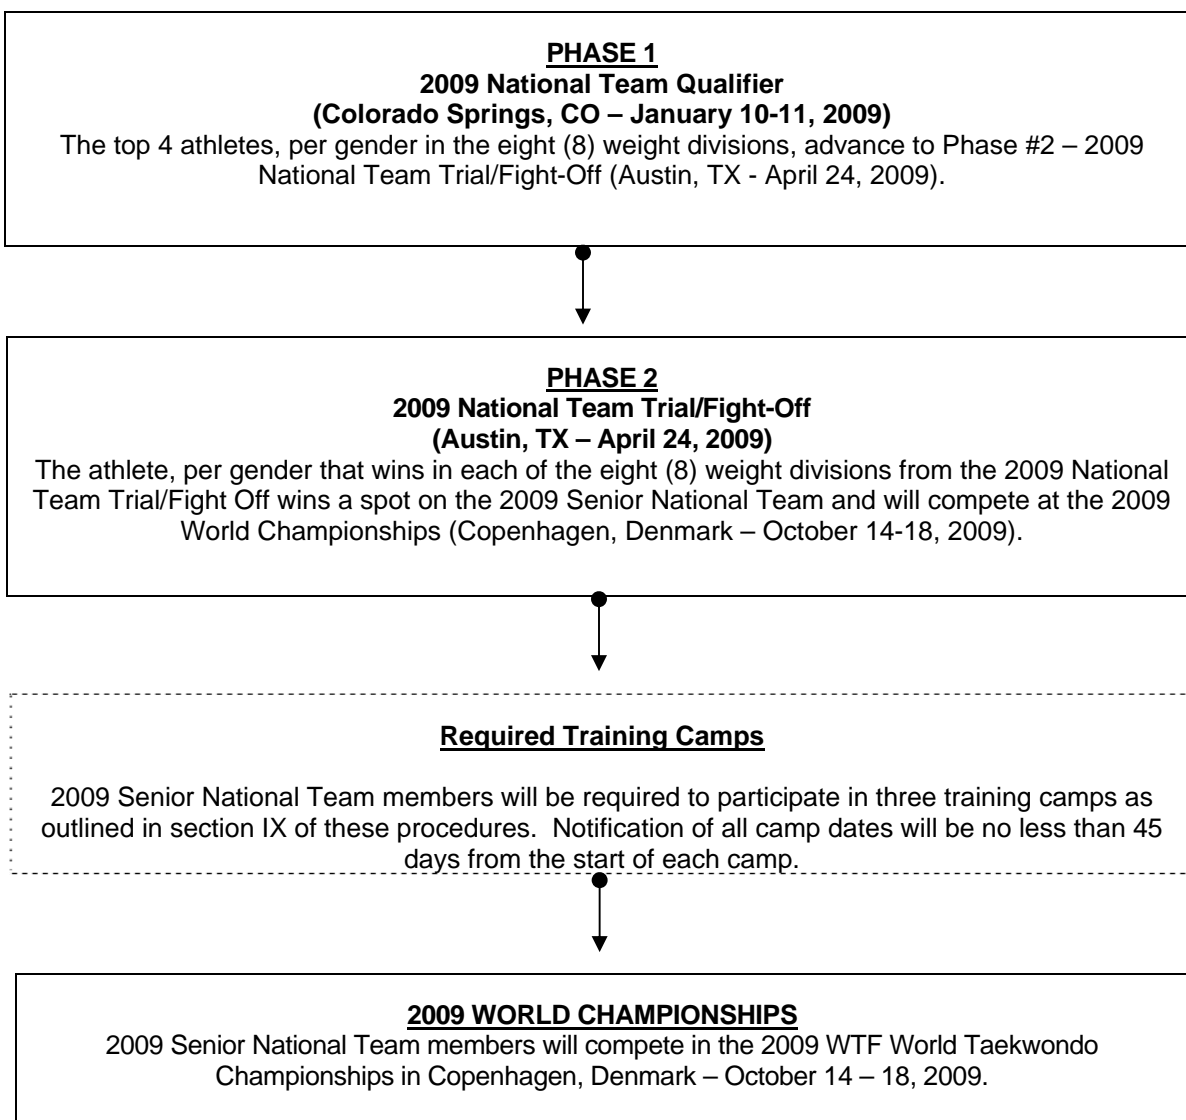 PHASE 1
2009 National Team Qualifier
(Colorado Springs, CO – January 10-11, 2009)
The top 4 athletes, per gender in the eight (8) weight divisions, advance to Phase #2 – 2009
National Team Trial/Fight-Off (Austin, TX - April 24, 2009).
PHASE 2
2009 National Team Trial/Fight-Off
(Austin, TX – April 24, 2009)
The athlete, per gender that wins in each of the eight (8) weight divisions from the 2009 National
Team Trial/Fight Off wins a spot on the 2009 Senior National Team and will compete at the 2009
World Championships (Copenhagen, Denmark – October 14-18, 2009).
Required Training Camps
2009 Senior National Team members will be required to participate in three training camps as
outlined in section IX of these procedures.  Notification of all camp dates will be no less than 45
days from the start of each camp.
2009 WORLD CHAMPIONSHIPS
2009 Senior National Team members will compete in the 2009 WTF World Taekwondo
Championships in Copenhagen, Denmark – October 14 – 18, 2009.